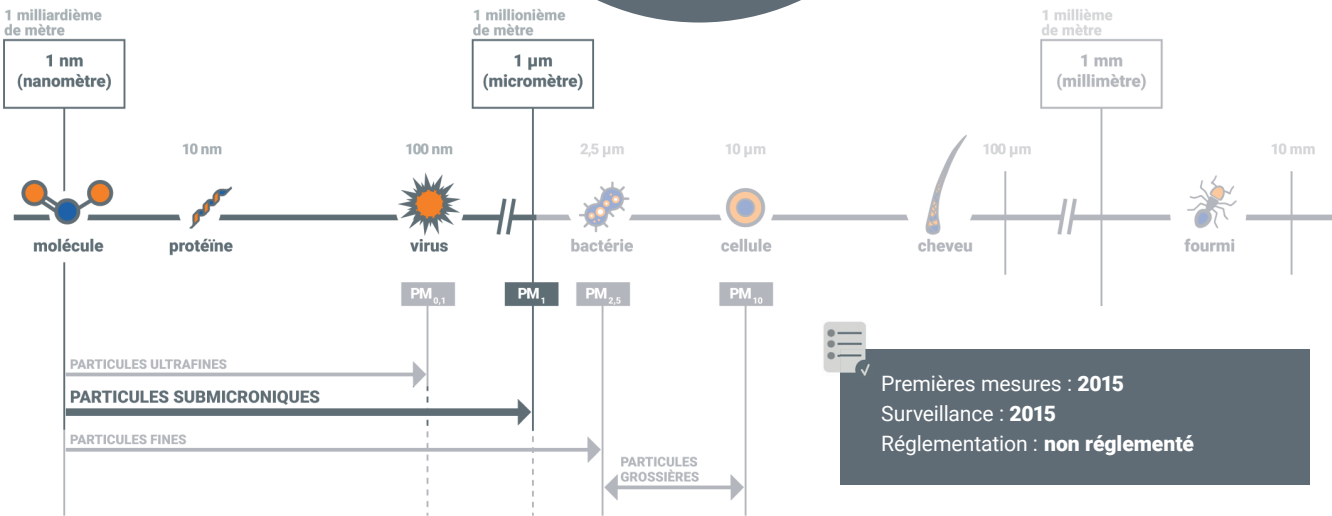 1 milliardième
de mètre
1 nm
(nanomètre)
1 millionième
de mètre
1 µm
(micromètre)
1 millième
de mètre
1 mm
(millimètre)
10 nm
100 nm
2,5 µm
10 µm
100 µm
10 mm
molécule
protéïne
virus
bactérie
cellule
cheveu
fourmi
PM0,1
PM1
PM2,5
PM10
PARTICULES ULTRAFINES
PARTICULES SUBMICRONIQUES
PARTICULES FINES
PARTICULES
GROSSIÈRES
Premières mesures : 2015
Surveillance : 2015
Réglementation : non réglementé